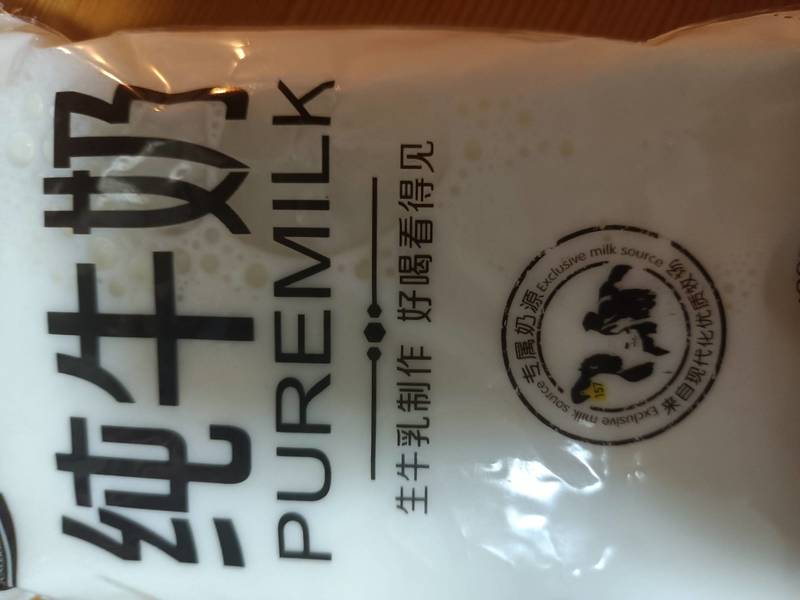 纯牛奶
PUREMILK
生牛乳制作 好喝看得见
专属奶源
Exclusive milk source
来自现代化优质牧场
Exclusive milk source
157